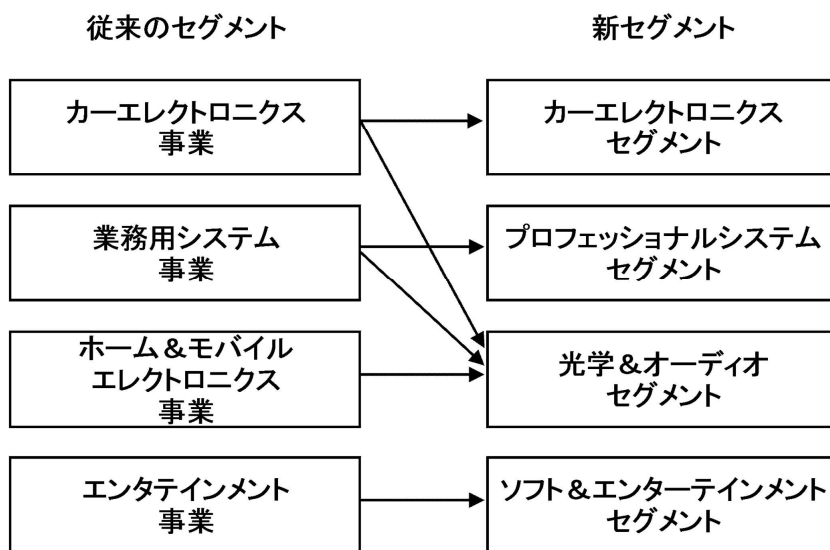 従来のセグメント
新セグメント
カーエレクトロニクス
事業
カーエレクトロニクス
セグメント
業務用システム
事業
プロフェッショナルシステム
セグメント
ホーム&モバイル
エレクトロニクス
事業
光学&オーディオ
セグメント
エンタテインメント
事業
ソフト&エンターテインメント
セグメント